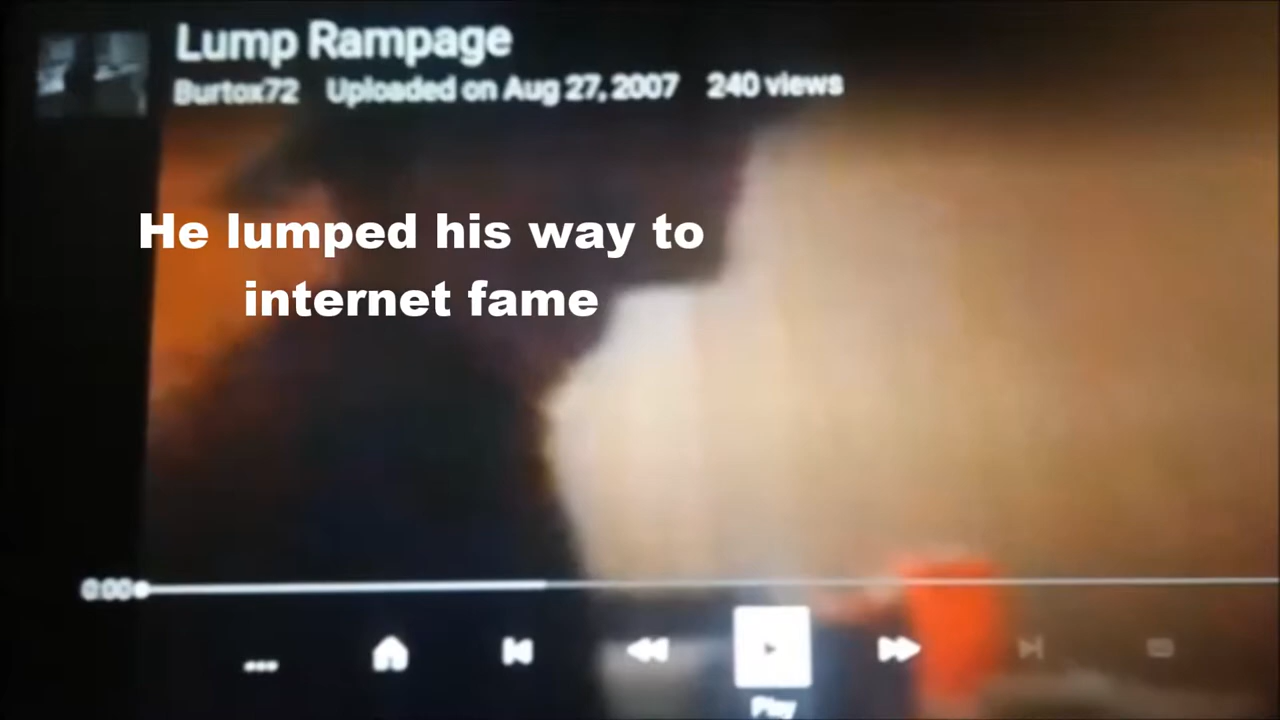 Lump Rampage
Burtox72 Uploaded on Aug 27, 2007 240 views
He lumped his way to
internet fame
0:00
Play